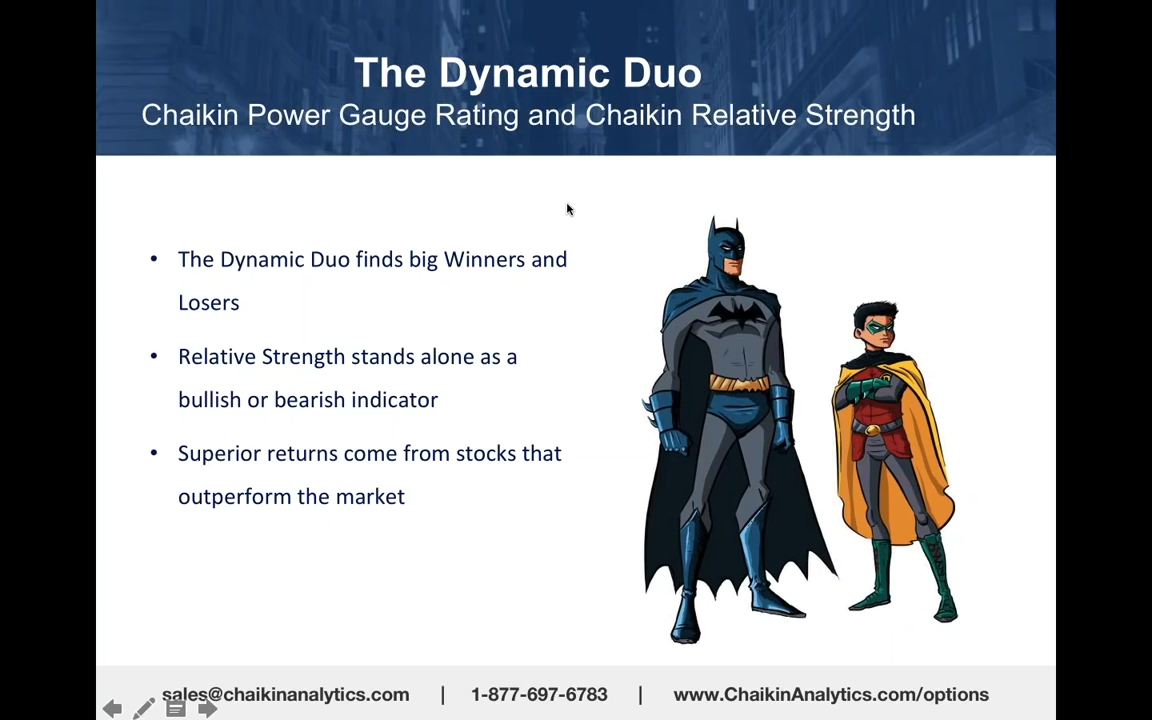 The Dynamic Duo
Chaikin Power Gauge Rating and Chaikin Relative Strength
• The Dynamic Duo finds big Winners and
Losers
• Relative Strength stands alone as a
bullish or bearish indicator
• Superior returns come from stocks that
outperform the market
sales@chaikinanalytics.com | 1-877-697-6783 | www.ChaikinAnalytics.com/options